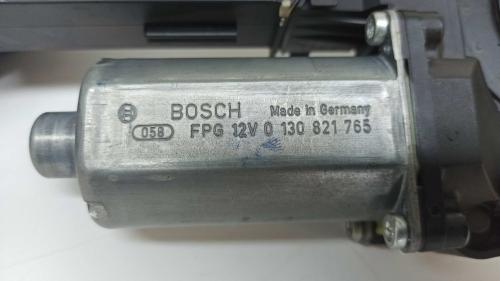 BOSCH Made in Germany
058 FPG 12V 0 130 821 765